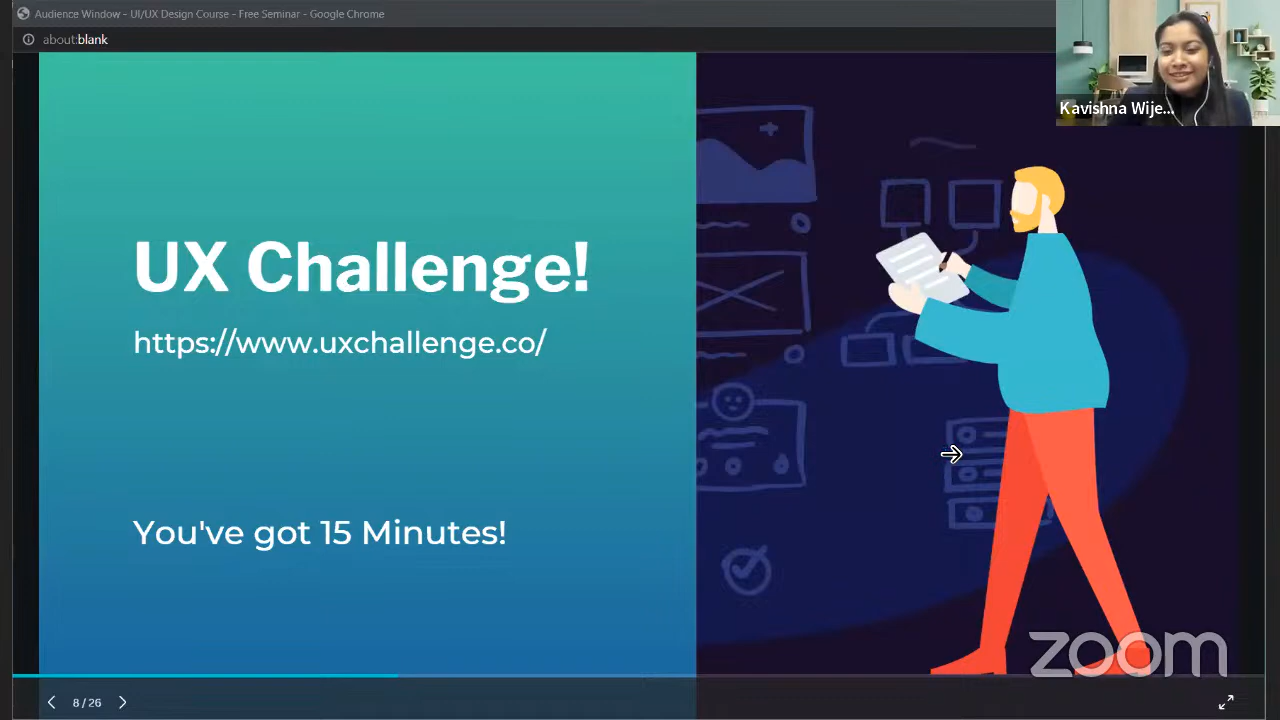 Audience Window - UI/UX Design Course - Free Seminar - Google Chrome
about:blank
Kavishna Wije...
UX Challenge!
https://www.uxchallenge.co/
You've got 15 Minutes!
zoom
8 / 26